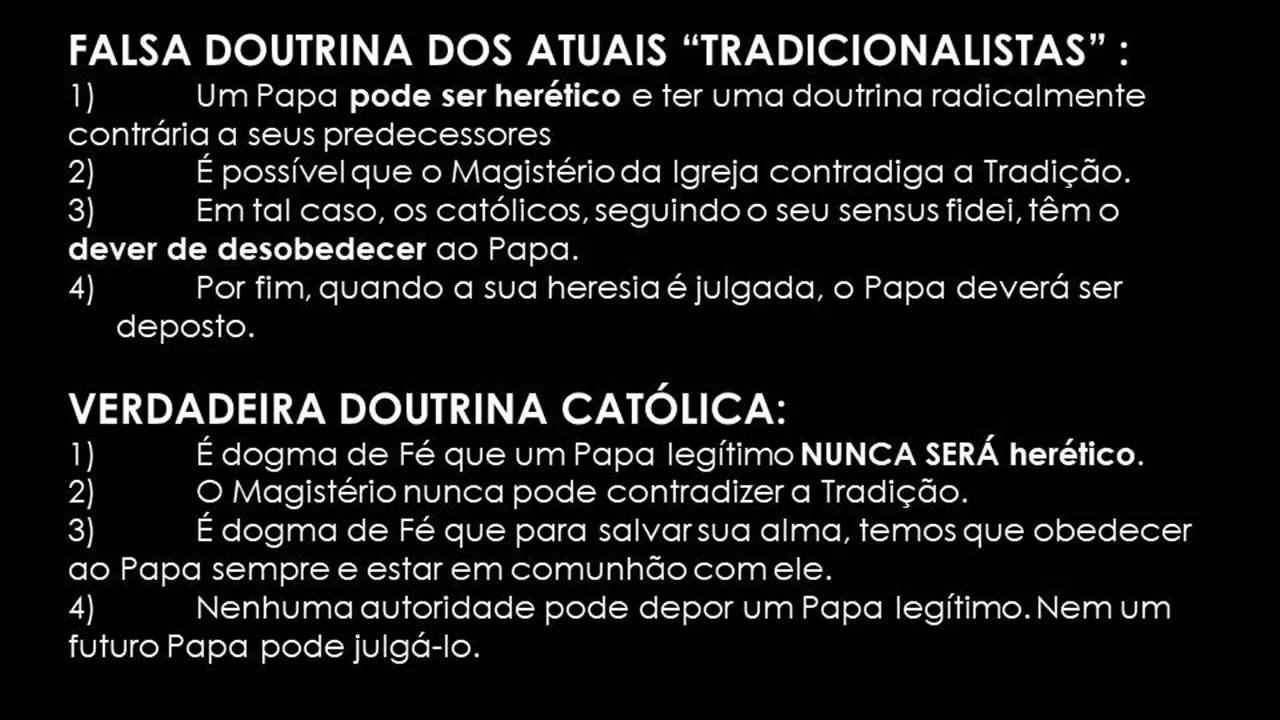 FALSA DOUTRINA DOS ATUAIS “TRADICIONALISTAS” :
1) Um Papa pode ser herético e ter uma doutrina radicalmente
contrária a seus predecessores
2) É possível que o Magistério da Igreja contradiga a Tradição.
3) Em tal caso, os católicos, seguindo o seu sensus fidei, têm o
dever de desobedecer ao Papa.
4) Por fim, quando a sua heresia é julgada, o Papa deverá ser
deposto.
VERDADEIRA DOUTRINA CATÓLICA:
1) É dogma de Fé que um Papa legítimo NUNCA SERÁ herético.
2) O Magistério nunca pode contradizer a Tradição.
3) É dogma de Fé que para salvar sua alma, temos que obedecer
ao Papa sempre e estar em comunhão com ele.
4) Nenhuma autoridade pode depor um Papa legítimo. Nem um
futuro Papa pode julgá-lo.